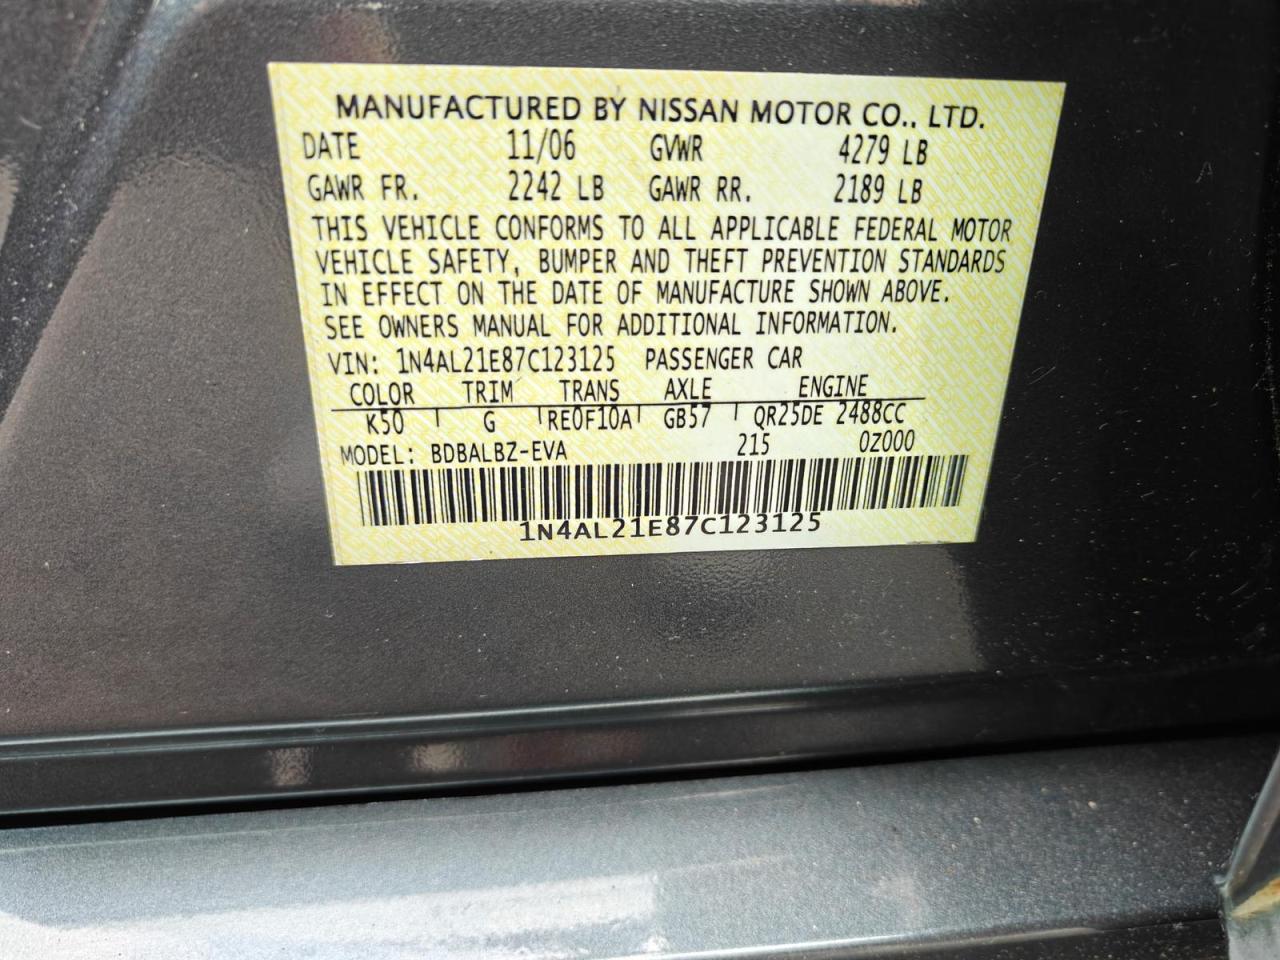 MANUFACTURED BY NISSAN MOTOR CO., LTD.
DATE 11/06 GVWR 4279 LB
GAWR FR. 2242 LB GAWR RR. 2189 LB
THIS VEHICLE CONFORMS TO ALL APPLICABLE FEDERAL MOTOR
VEHICLE SAFETY, BUMPER AND THEFT PREVENTION STANDARDS
IN EFFECT ON THE DATE OF MANUFACTURE SHOWN ABOVE.
SEE OWNERS MANUAL FOR ADDITIONAL INFORMATION.
VIN: 1N4AL21E87C123125 PASSENGER CAR
COLOR TRIM TRANS AXLE ENGINE
K50 G RE0F10A GB57 QR25DE 2488CC
MODEL: BDBALBZ-EVA 215 0Z000
1N4AL21E87C123125